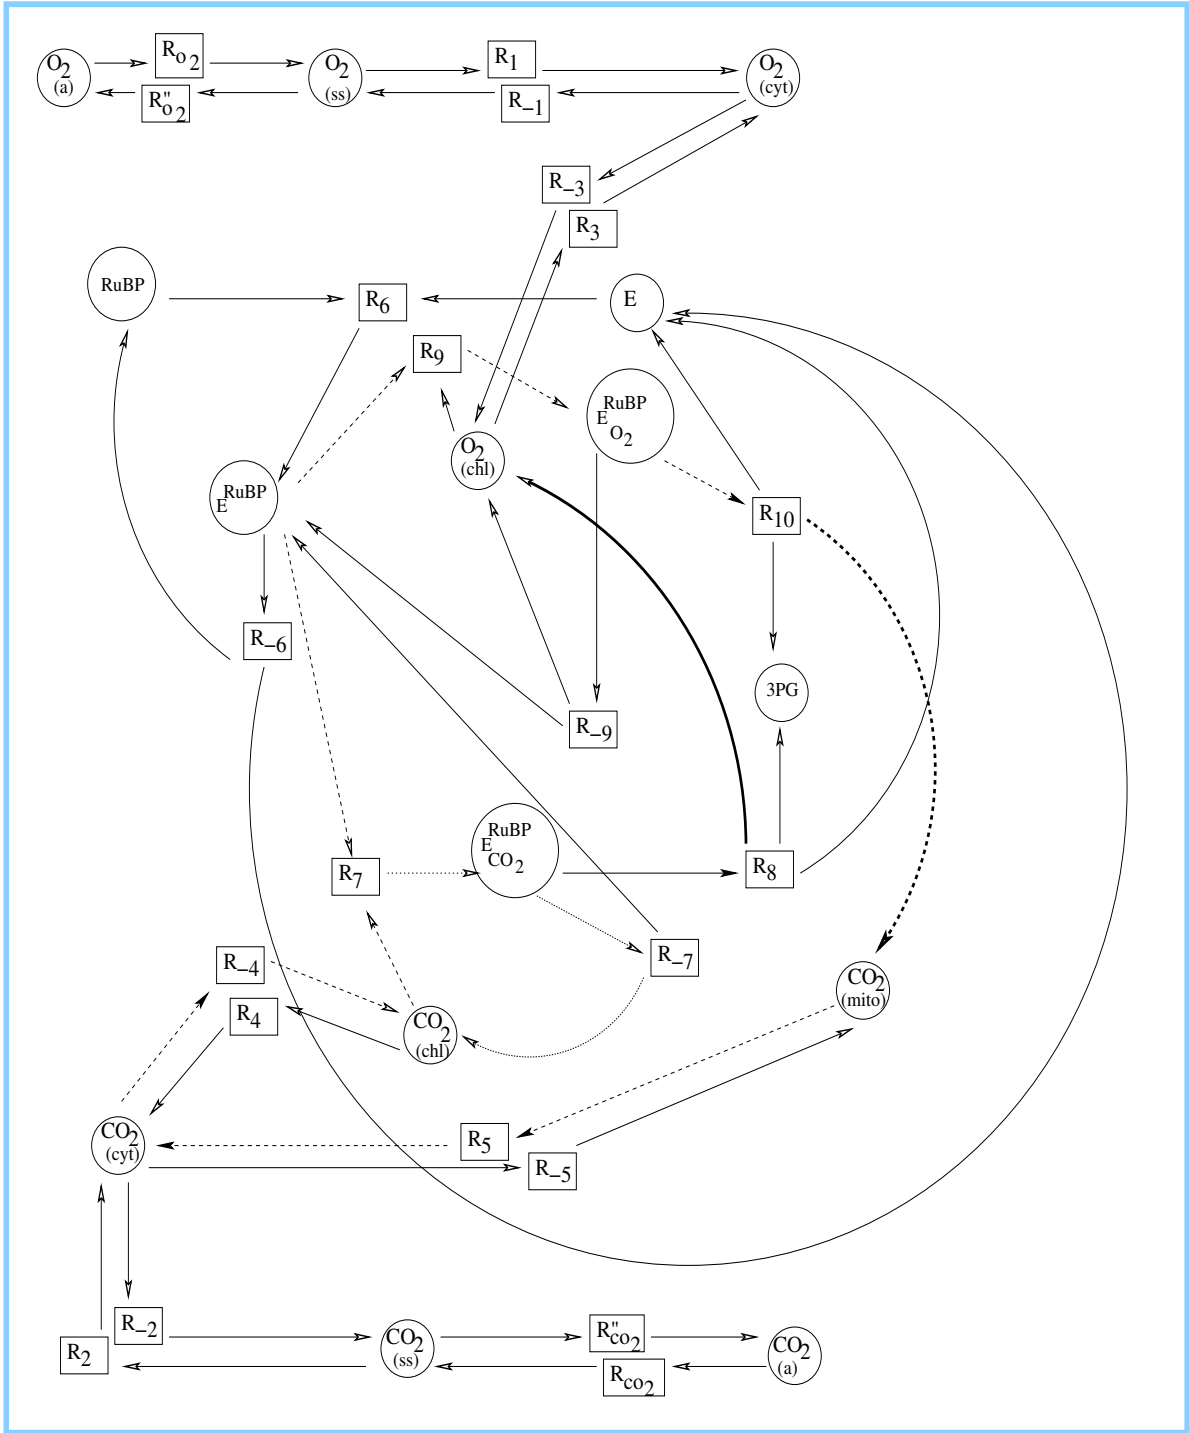 O2 (a)
Ro2
O2 (ss)
R1
O2 (cyt)
R"o2
R−1
R−3
R3
RuBP
R6
E
R9
RuBP
E
O2
O2 (chl)
RuBP
E
R10
R−6
3PG
R−9
RuBP
E
CO2
R7
R8
R−7
R−4
CO2 (mito)
R4
CO2 (chl)
CO2 (cyt)
R5
R−5
R−2
R2
CO2 (ss)
R"co2
CO2 (a)
Rco2